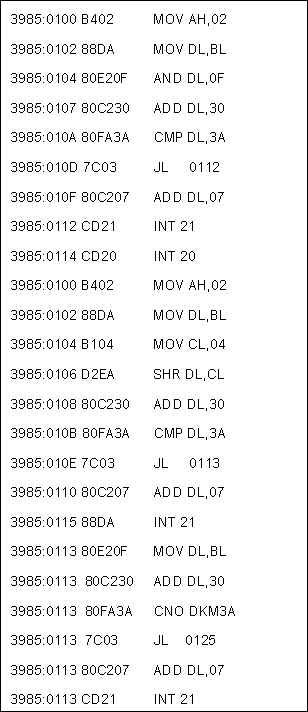 3985:0100 B402 MOV AH,02
3985:0102 88DA MOV DL,BL
3985:0104 80E20F AND DL,0F
3985:0107 80C230 ADD DL,30
3985:010A 80FA3A CMP DL,3A
3985:010D 7C03 JL 0112
3985:010F 80C207 ADD DL,07
3985:0112 CD21 INT 21
3985:0114 CD20 INT 20
3985:0100 B402 MOV AH,02
3985:0102 88DA MOV DL,BL
3985:0104 B104 MOV CL,04
3985:0106 D2EA SHR DL,CL
3985:0108 80C230 ADD DL,30
3985:010B 80FA3A CMP DL,3A
3985:010E 7C03 JL 0113
3985:0110 80C207 ADD DL,07
3985:0115 88DA INT 21
3985:0113 80E20F MOV DL,BL
3985:0113 80C230 ADD DL,30
3985:0113 80FA3A CNO DKM3A
3985:0113 7C03 JL 0125
3985:0113 80C207 ADD DL,07
3985:0113 CD21 INT 21